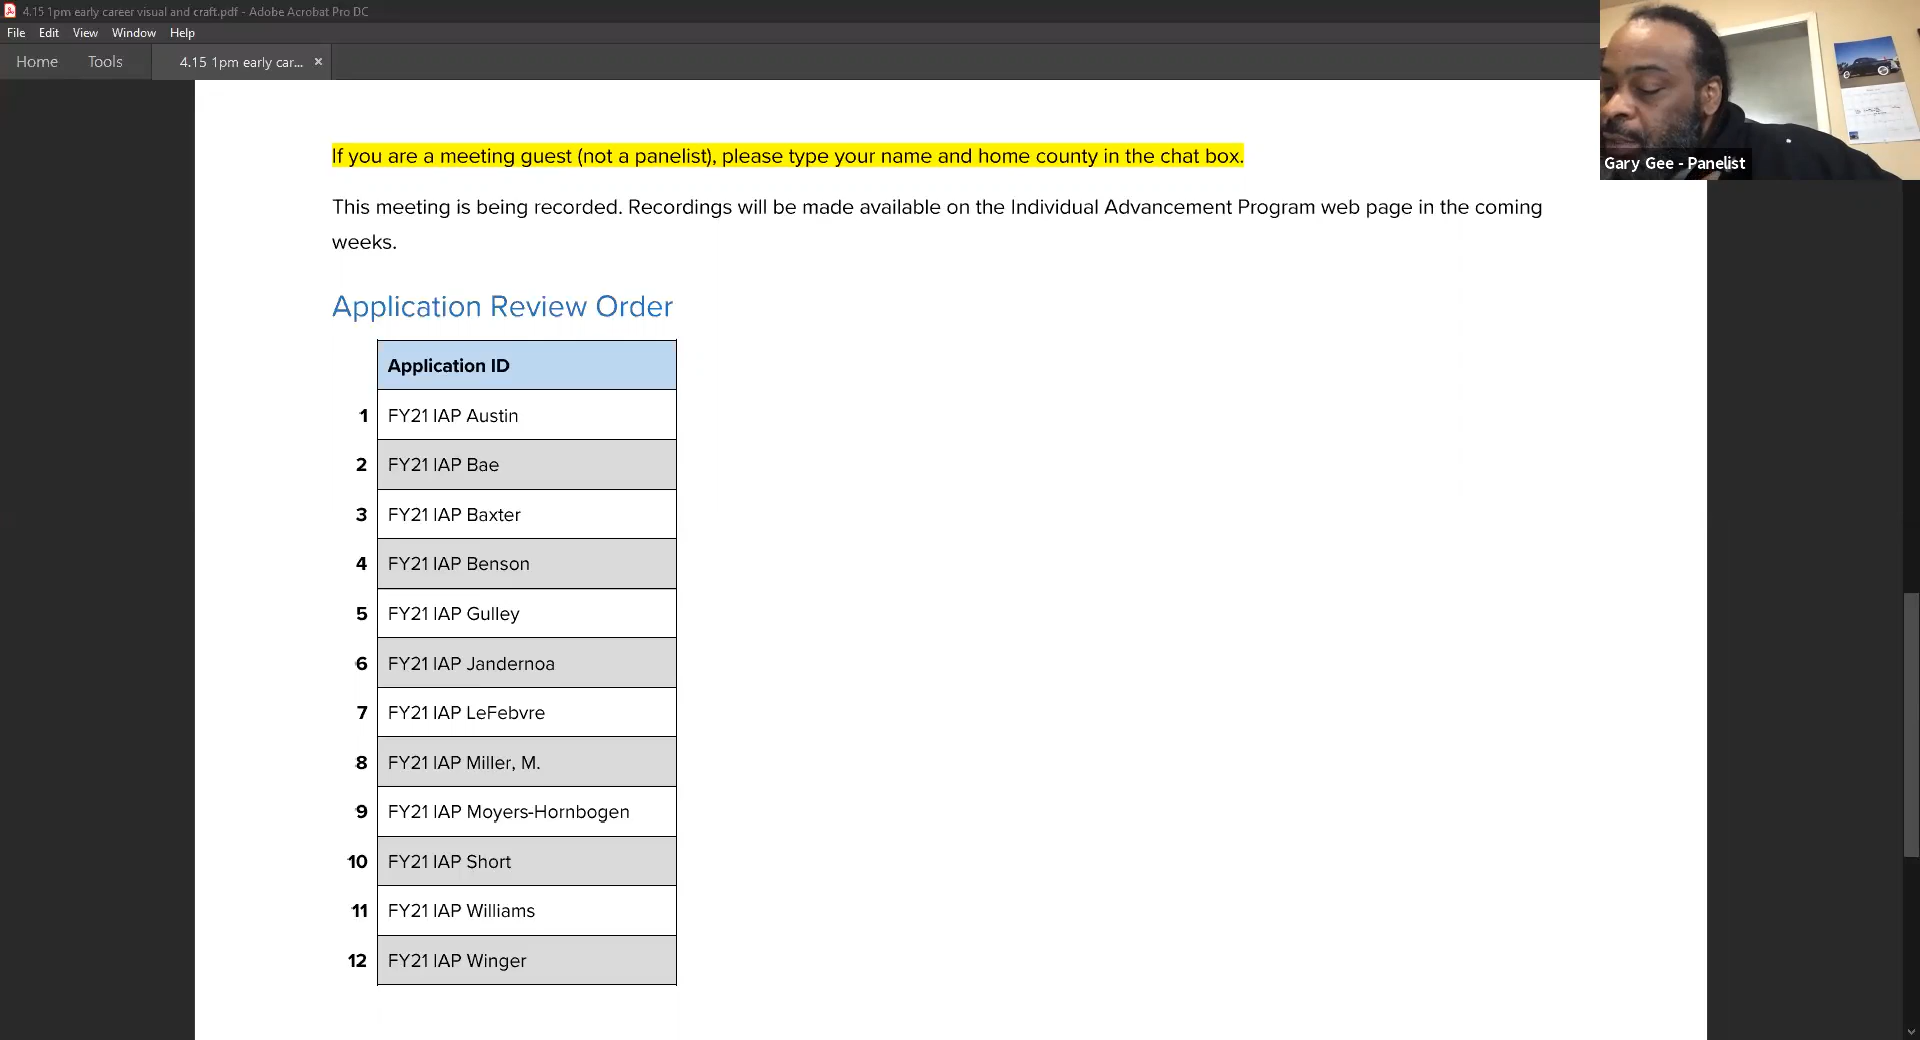 4.15 1pm early career visual and craft.pdf - Adobe Acrobat Pro DC
File Edit View Window Help
Home Tools 4.15 1pm early car... ×
If you are a meeting guest (not a panelist), please type your name and home county in the chat box.
This meeting is being recorded. Recordings will be made available on the Individual Advancement Program web page in the coming
weeks.
Application Review Order
Application ID
1 FY21 IAP Austin
2 FY21 IAP Bae
3 FY21 IAP Baxter
4 FY21 IAP Benson
5 FY21 IAP Gulley
6 FY21 IAP Jandernoa
7 FY21 IAP LeFebvre
8 FY21 IAP Miller, M.
9 FY21 IAP Moyers-Hornbogen
10 FY21 IAP Short
11 FY21 IAP Williams
12 FY21 IAP Winger
Gary Gee - Panelist